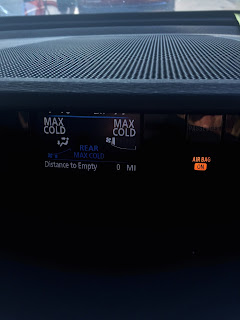 MAX MAX
COLD COLD
REAR
MAX COLD
Distance to Empty 0 MI
AIR BAG
ON